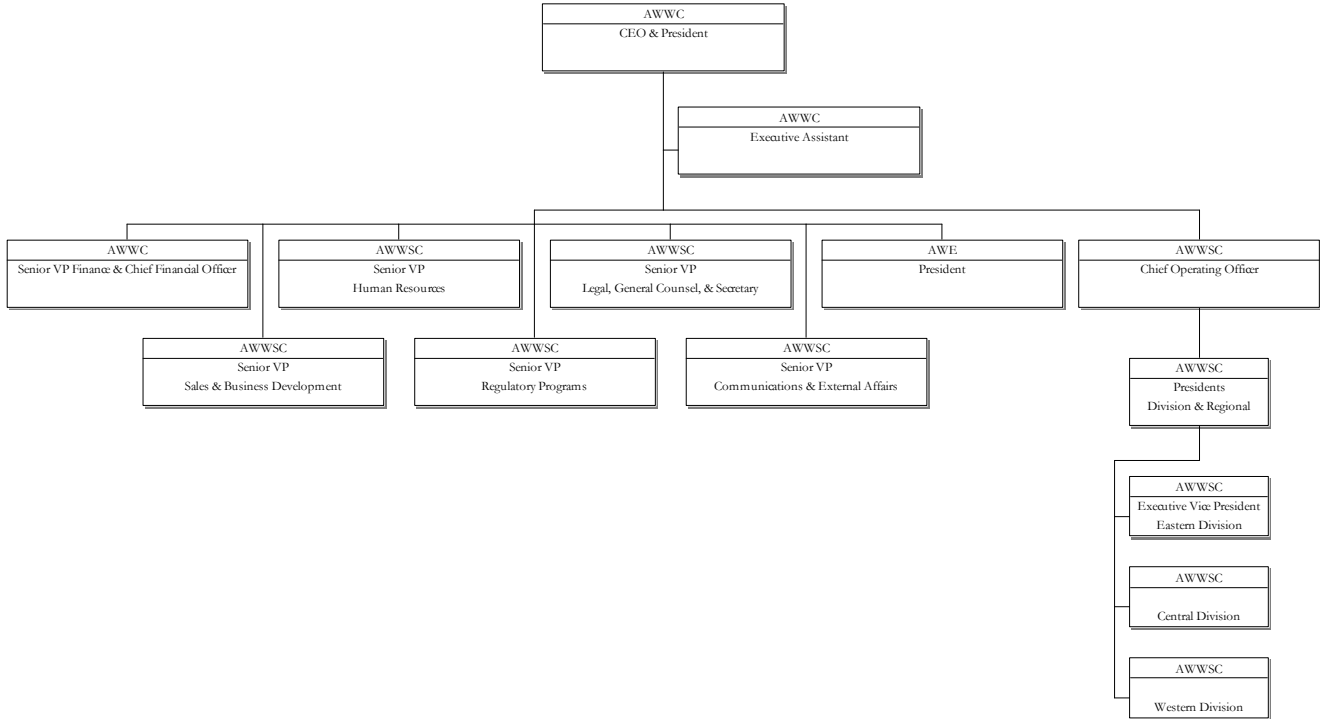 AWWC
CEO & President
AWWC
Executive Assistant
AWWC
Senior VP Finance & Chief Financial Officer
AWWSC
Senior VP
Human Resources
AWWSC
Senior VP
Legal, General Counsel, & Secretary
AWE
President
AWWSC
Chief Operating Officer
AWWSC
Senior VP
Sales & Business Development
AWWSC
Senior VP
Regulatory Programs
AWWSC
Senior VP
Communications & External Affairs
AWWSC
Presidents
Division & Regional
AWWSC
Executive Vice President
Eastern Division
AWWSC
Central Division
AWWSC
Western Division